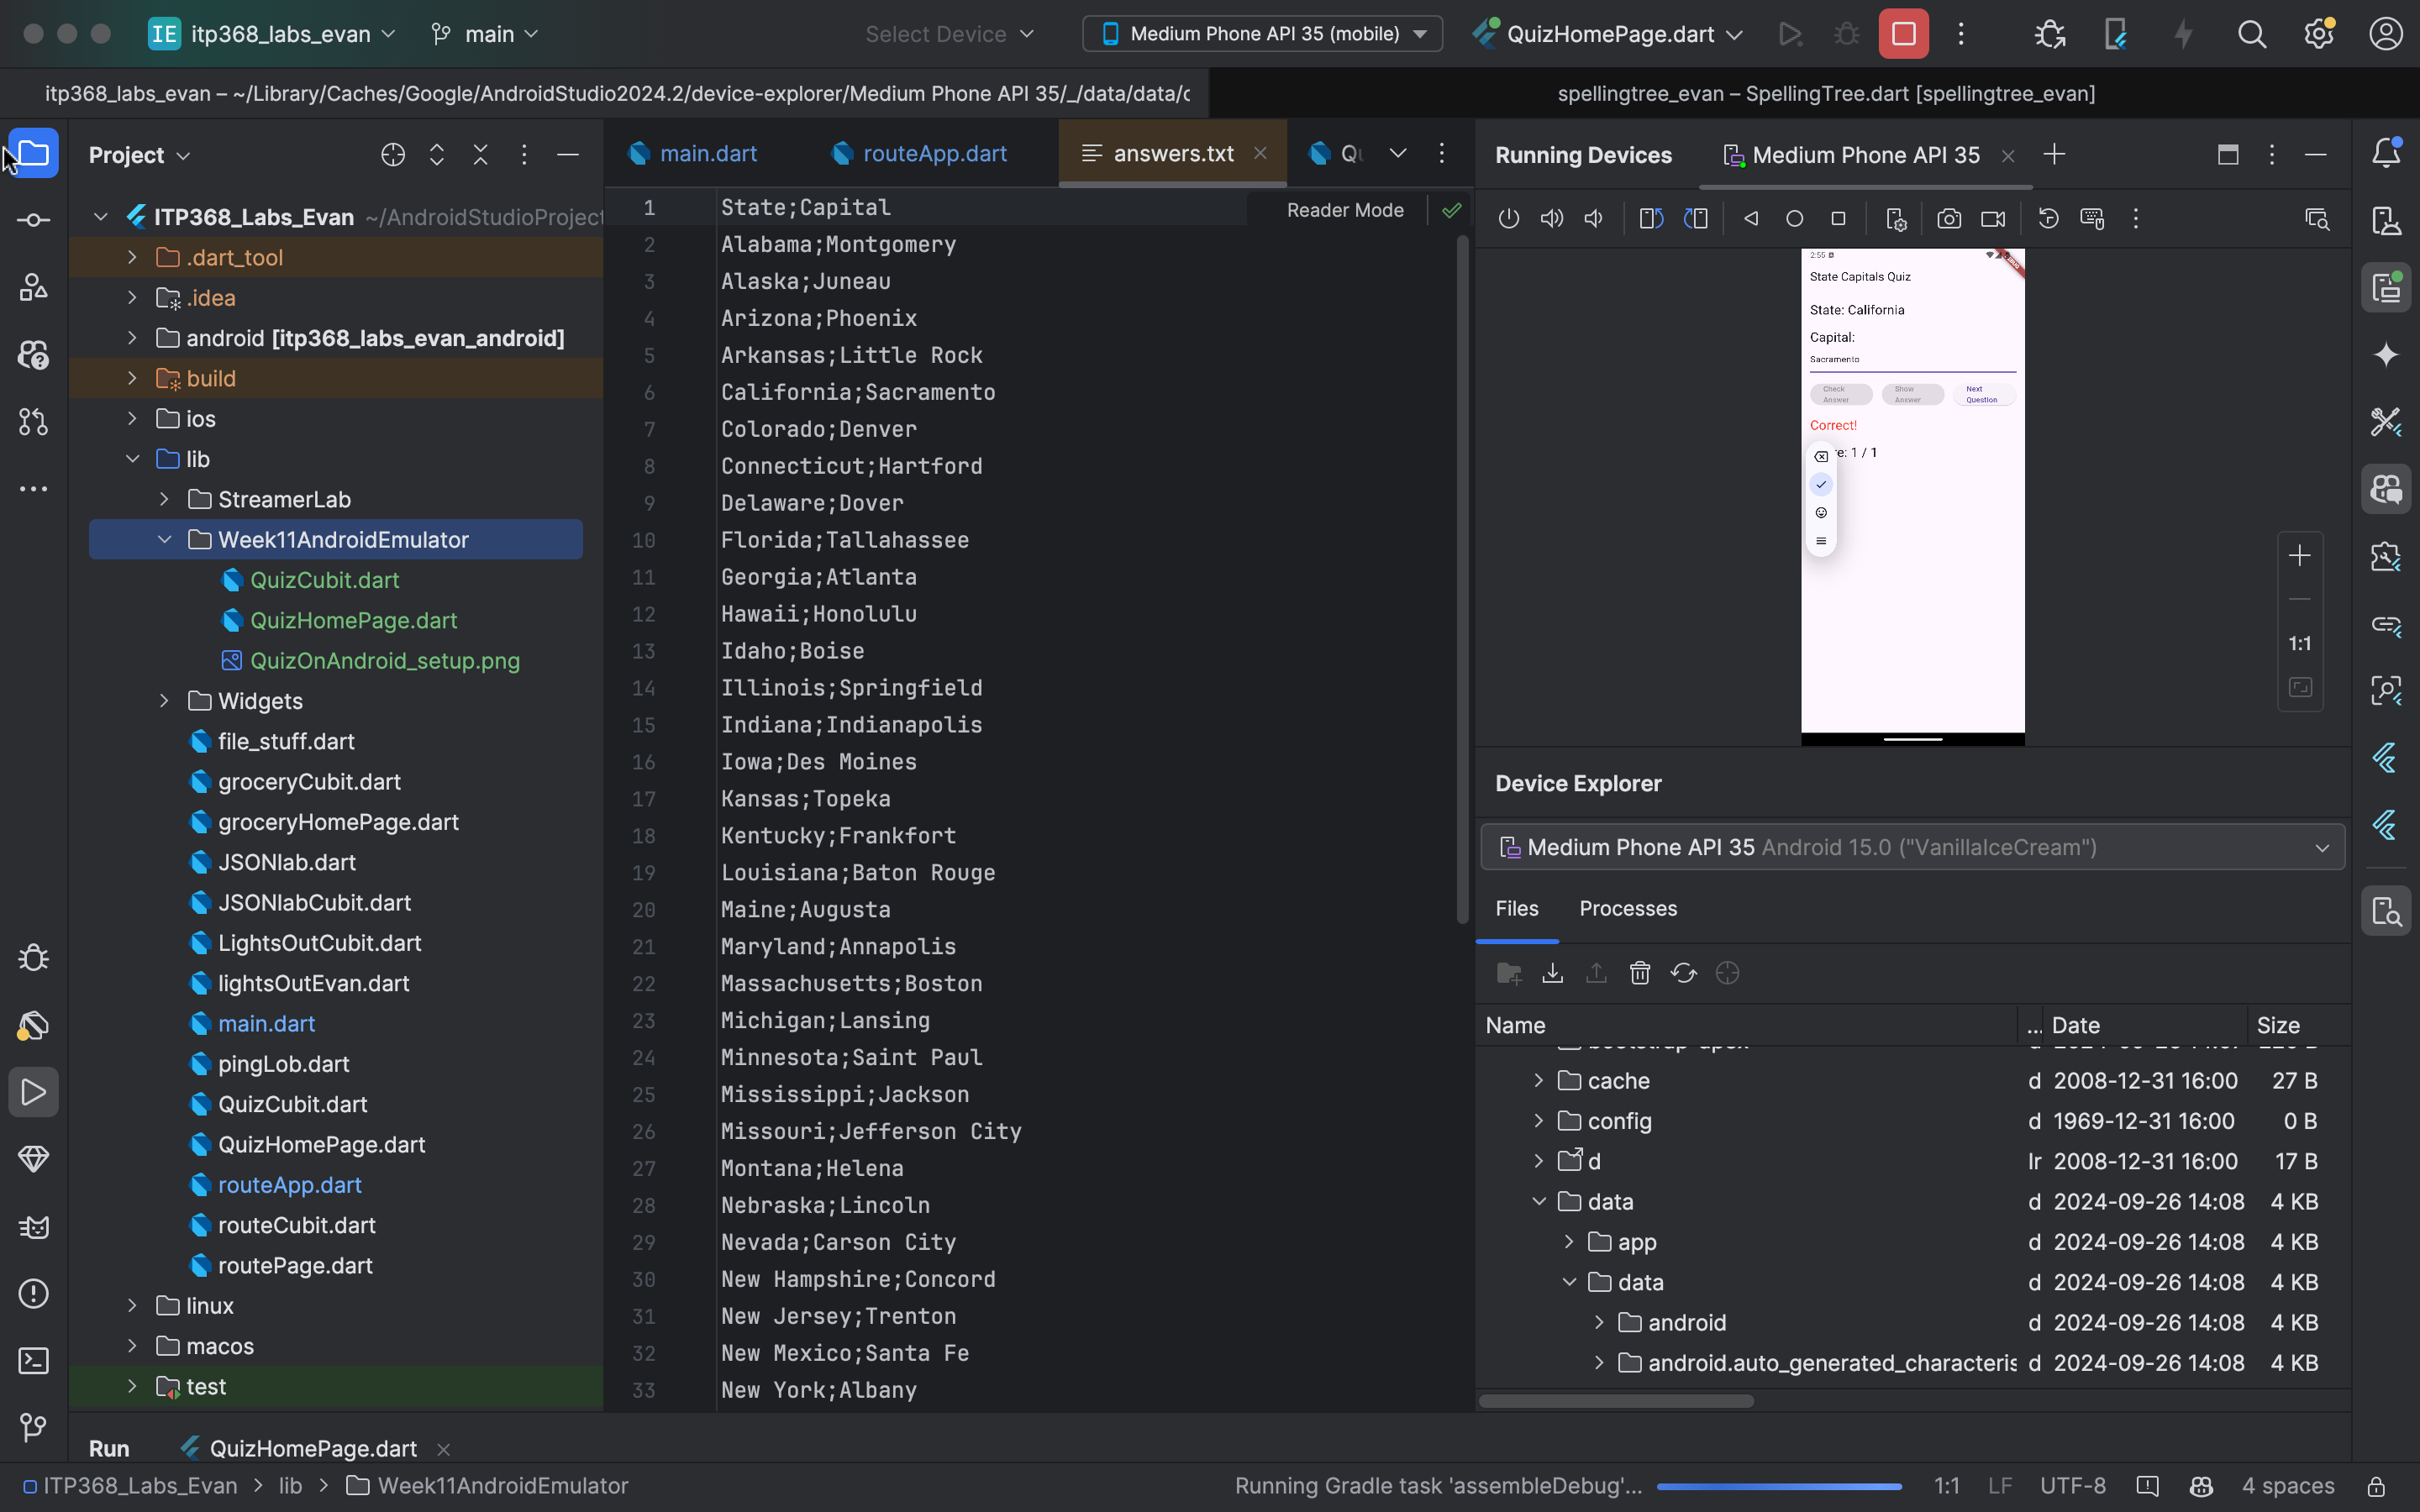 IE itp368_labs_evan
main
Select Device
Medium Phone API 35 (mobile)
QuizHomePage.dart
itp368_labs_evan – ~/Library/Caches/Google/AndroidStudio2024.2/device-explorer/Medium Phone API 35/_/data/data/c
spellingtree_evan – SpellingTree.dart [spellingtree_evan]
Project
ITP368_Labs_Evan ~/AndroidStudioProject
.dart_tool
.idea
android [itp368_labs_evan_android]
build
ios
lib
StreamerLab
Week11AndroidEmulator
QuizCubit.dart
QuizHomePage.dart
QuizOnAndroid_setup.png
Widgets
file_stuff.dart
groceryCubit.dart
groceryHomePage.dart
JSONlab.dart
JSONlabCubit.dart
LightsOutCubit.dart
lightsOutEvan.dart
main.dart
pingLob.dart
QuizCubit.dart
QuizHomePage.dart
routeApp.dart
routeCubit.dart
routePage.dart
linux
macos
test
main.dart
routeApp.dart
answers.txt
Qu
Reader Mode
1 State;Capital
2 Alabama;Montgomery
3 Alaska;Juneau
4 Arizona;Phoenix
5 Arkansas;Little Rock
6 California;Sacramento
7 Colorado;Denver
8 Connecticut;Hartford
9 Delaware;Dover
10 Florida;Tallahassee
11 Georgia;Atlanta
12 Hawaii;Honolulu
13 Idaho;Boise
14 Illinois;Springfield
15 Indiana;Indianapolis
16 Iowa;Des Moines
17 Kansas;Topeka
18 Kentucky;Frankfort
19 Louisiana;Baton Rouge
20 Maine;Augusta
21 Maryland;Annapolis
22 Massachusetts;Boston
23 Michigan;Lansing
24 Minnesota;Saint Paul
25 Mississippi;Jackson
26 Missouri;Jefferson City
27 Montana;Helena
28 Nebraska;Lincoln
29 Nevada;Carson City
30 New Hampshire;Concord
31 New Jersey;Trenton
32 New Mexico;Santa Fe
33 New York;Albany
Running Devices
Medium Phone API 35
2:55
State Capitals Quiz
State: California
Capital:
Sacramento
Check Answer
Show Answer
Next Question
Correct!
re: 1 / 1
1:1
Device Explorer
Medium Phone API 35 Android 15.0 ("VanillaIceCream")
Files
Processes
Name ... Date Size
cache d 2008-12-31 16:00 27 B
config d 1969-12-31 16:00 0 B
d lr 2008-12-31 16:00 17 B
data d 2024-09-26 14:08 4 KB
app d 2024-09-26 14:08 4 KB
data d 2024-09-26 14:08 4 KB
android d 2024-09-26 14:08 4 KB
android.auto_generated_characteris d 2024-09-26 14:08 4 KB
Run
QuizHomePage.dart
ITP368_Labs_Evan > lib > Week11AndroidEmulator
Running Gradle task 'assembleDebug'...
1:1 LF UTF-8 4 spaces